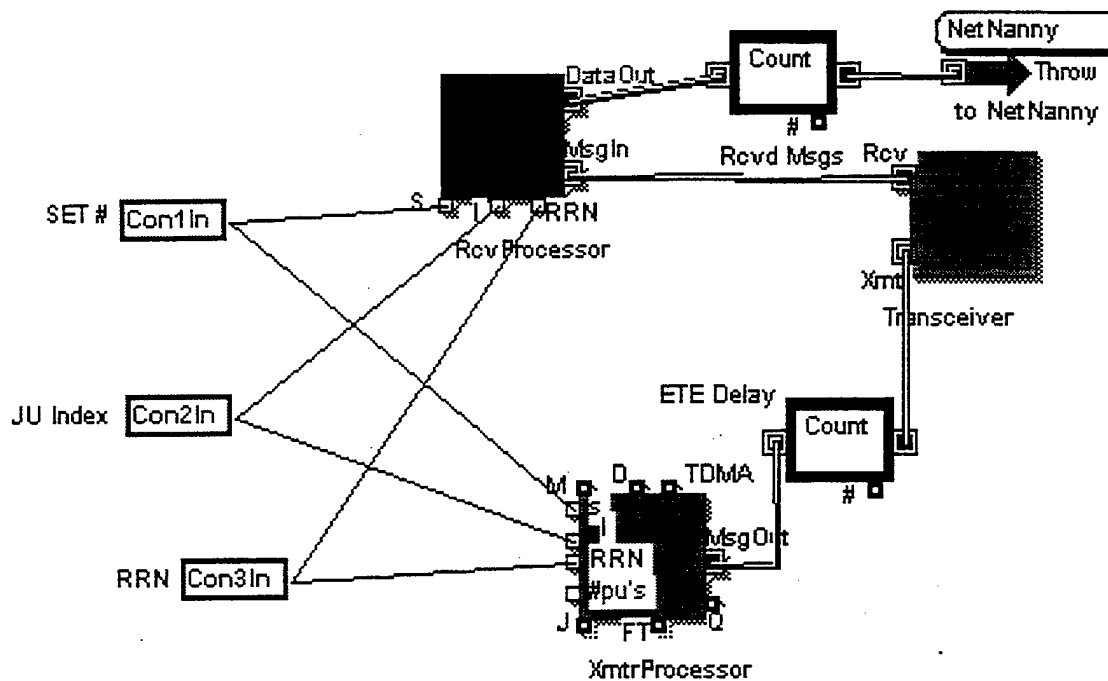 NetNanny
Count
DataOut
Throw
to NetNanny
#
MsgIn
Rcvd Msgs
Rcv
SET #
Con1In
S
I
RRN
RcvProcessor
Xmt
Transceiver
JU Index
Con2In
ETE Delay
Count
#
M
D
TDMA
S
I
MsgOut
RRN
Con3In
RRN
#pu's
J
FT
Q
XmtrProcessor